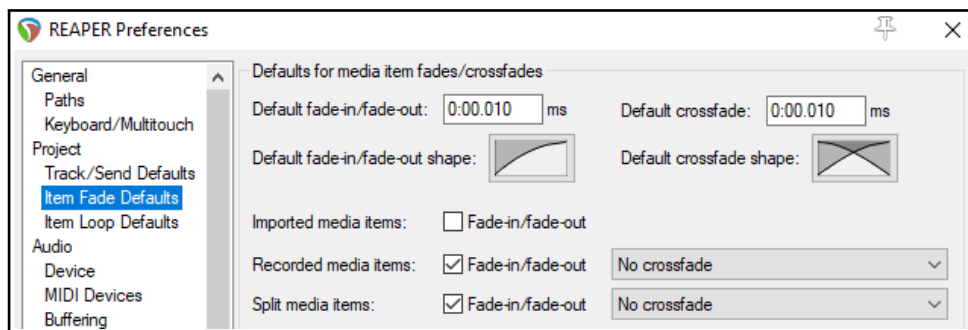 REAPER Preferences
General
Paths
Keyboard/Multitouch
Project
Track/Send Defaults
Item Fade Defaults
Item Loop Defaults
Audio
Device
MIDI Devices
Buffering
Defaults for media item fades/crossfades
Default fade-in/fade-out: 0:00.010 ms Default crossfade: 0:00.010 ms
Default fade-in/fade-out shape: Default crossfade shape:
Imported media items: Fade-in/fade-out
Recorded media items: Fade-in/fade-out No crossfade
Split media items: Fade-in/fade-out No crossfade